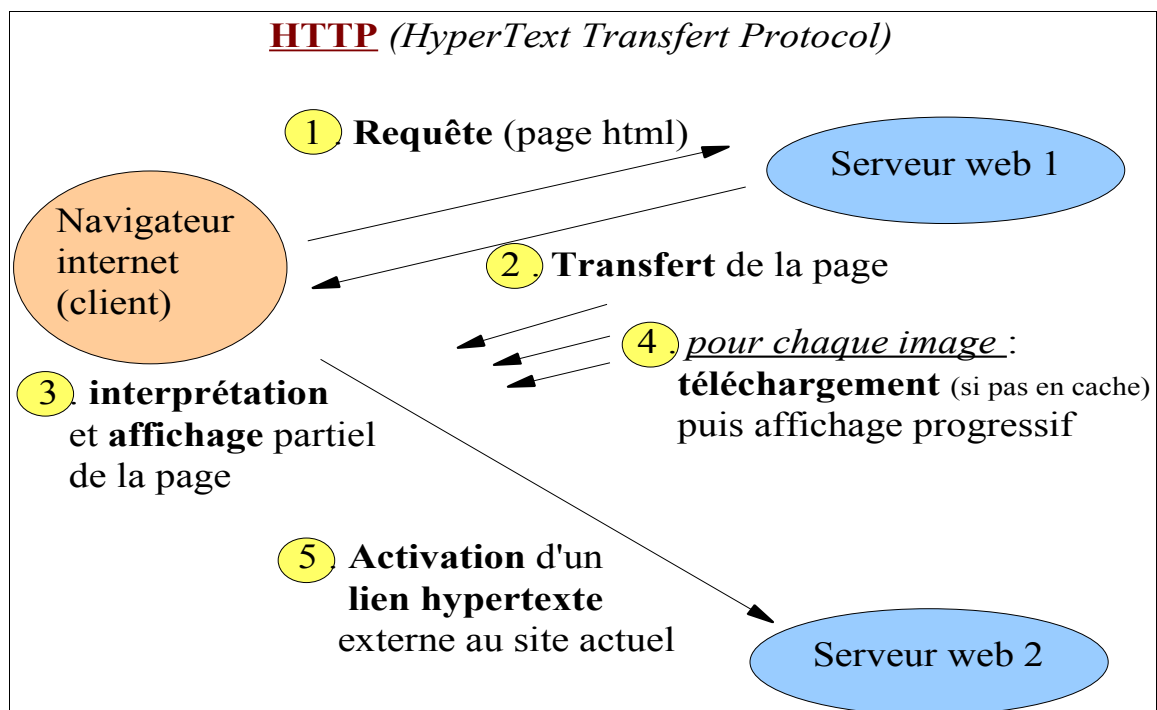 HTTP (HyperText Transfert Protocol)
1. Requête (page html)
Serveur web 1
Navigateur
internet
(client)
2. Transfert de la page
3. interprétation
et affichage partiel
de la page
4. pour chaque image :
téléchargement (si pas en cache)
puis affichage progressif
5. Activation d'un
lien hypertexte
externe au site actuel
Serveur web 2